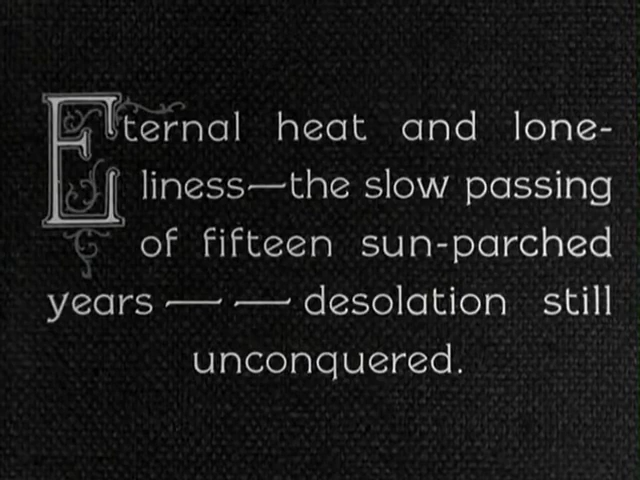 Eternal heat and lone-
liness—the slow passing
of fifteen sun-parched
years — — desolation still
unconquered.